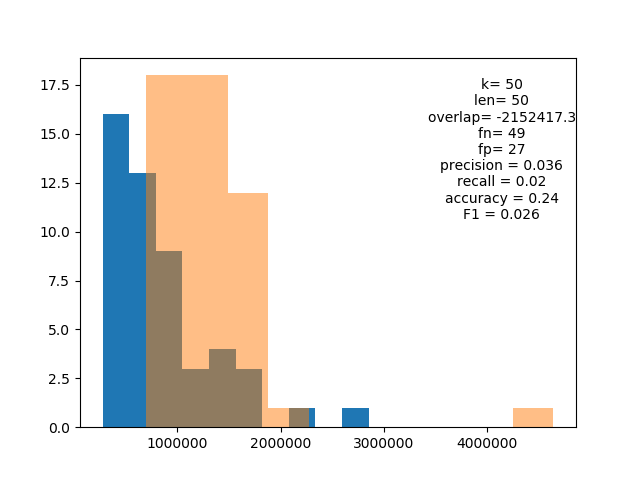 17.5
15.0
12.5
10.0
7.5
5.0
2.5
0.0
1000000 2000000 3000000 4000000
k= 50
len= 50
overlap= -2152417.3
fn= 49
fp= 27
precision = 0.036
recall = 0.02
accuracy = 0.24
F1 = 0.026